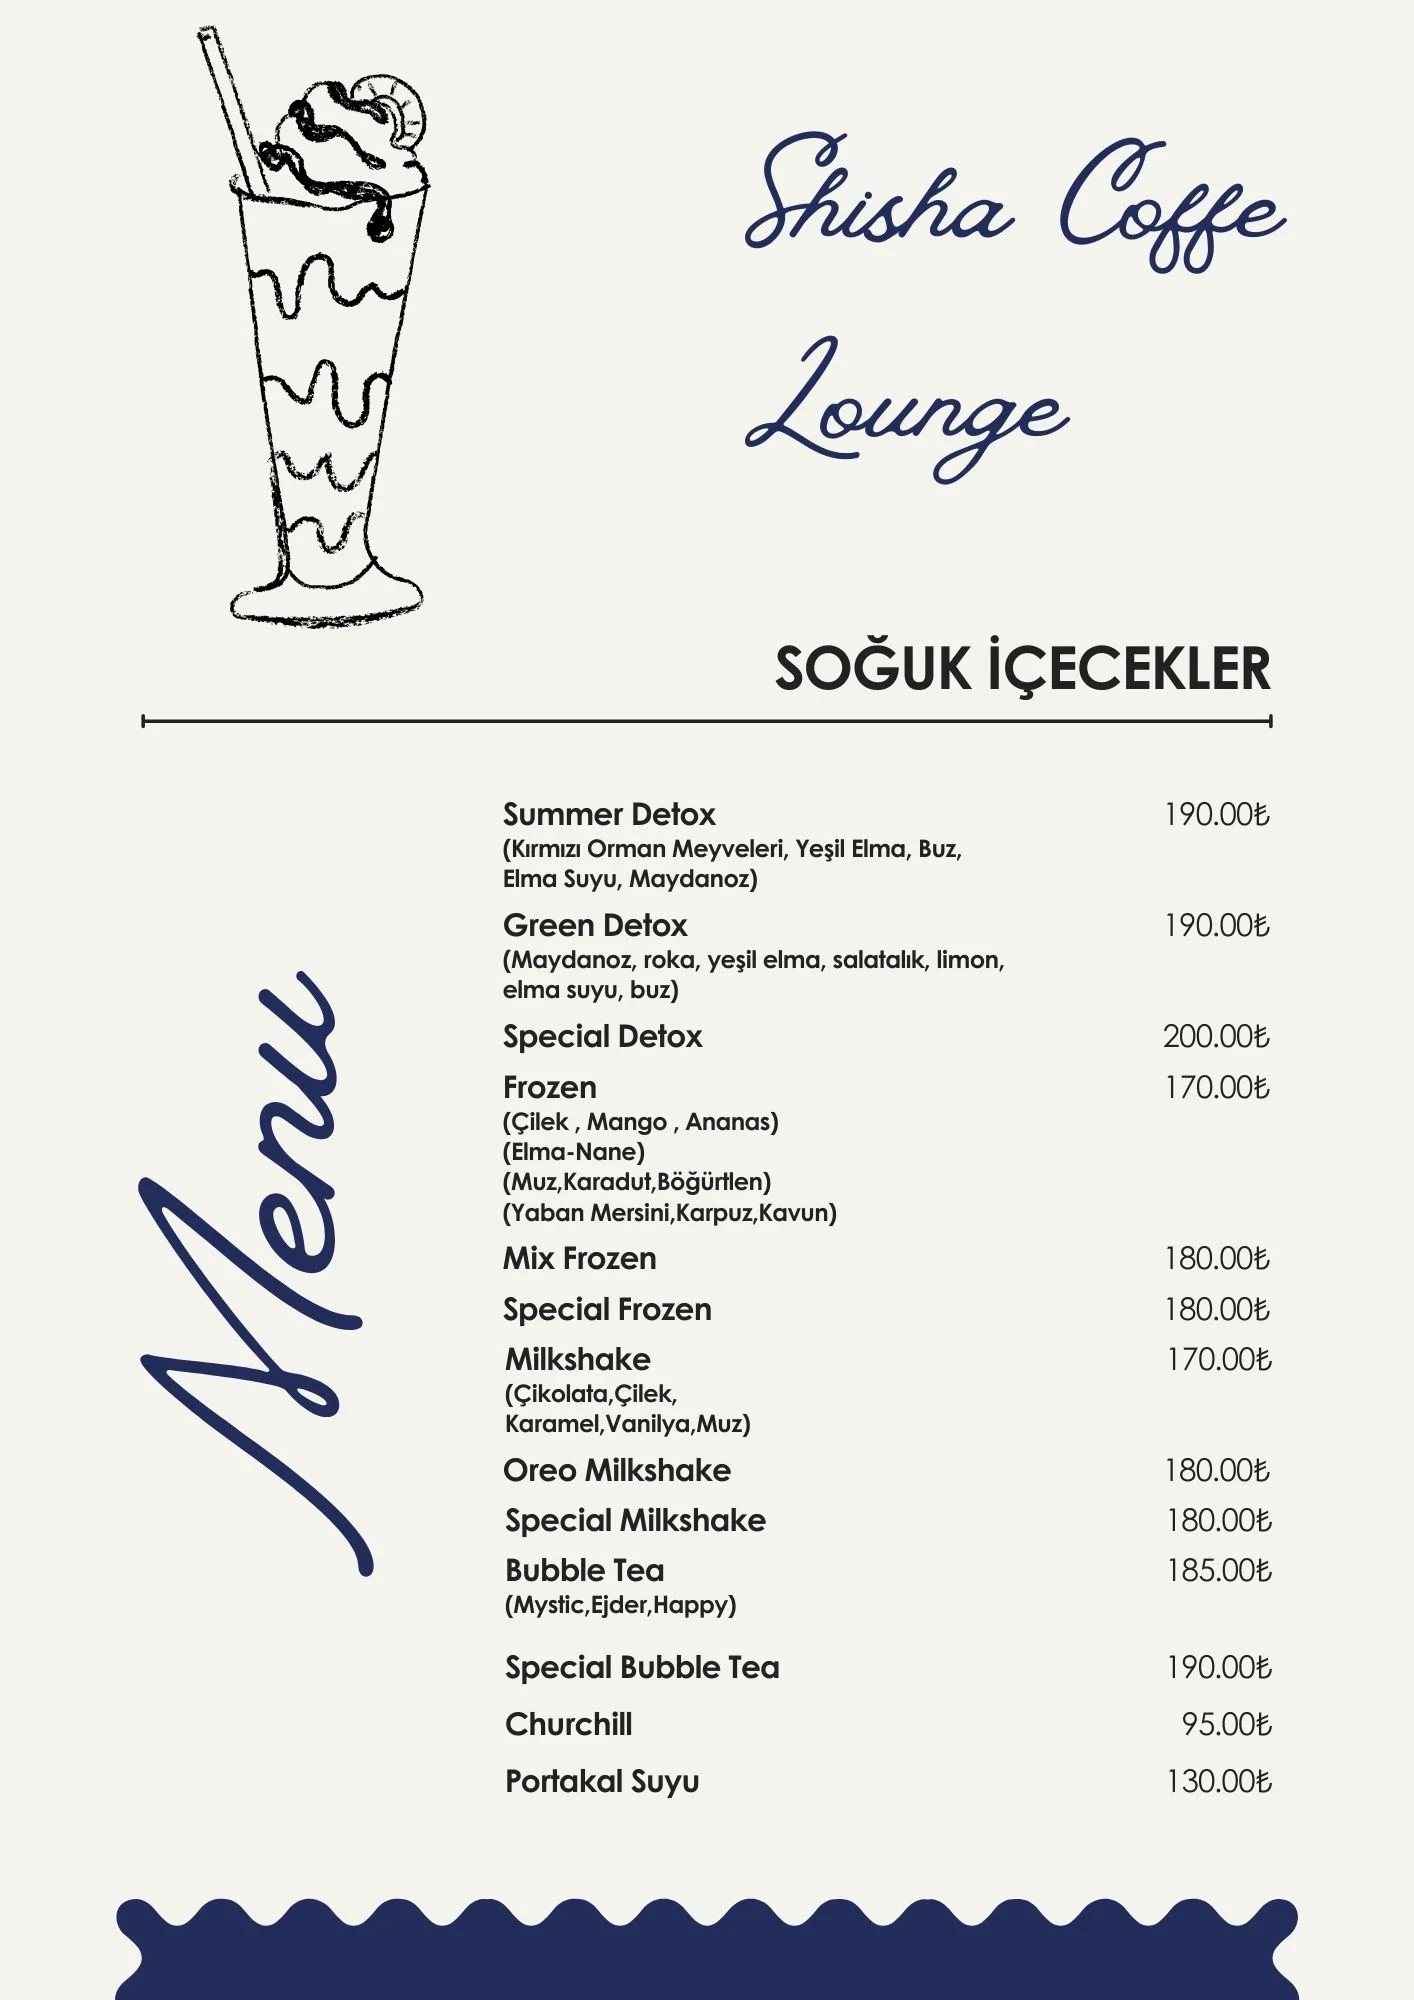 Shisha Coffe
Lounge
SOĞUK İÇECEKLER
Menu
Summer Detox 190.00₺
(Kırmızı Orman Meyveleri, Yeşil Elma, Buz,
Elma Suyu, Maydanoz)
Green Detox 190.00₺
(Maydanoz, roka, yeşil elma, salatalık, limon,
elma suyu, buz)
Special Detox 200.00₺
Frozen 170.00₺
(Çilek , Mango , Ananas)
(Elma-Nane)
(Muz,Karadut,Böğürtlen)
(Yaban Mersini,Karpuz,Kavun)
Mix Frozen 180.00₺
Special Frozen 180.00₺
Milkshake 170.00₺
(Çikolata,Çilek,
Karamel,Vanilya,Muz)
Oreo Milkshake 180.00₺
Special Milkshake 180.00₺
Bubble Tea 185.00₺
(Mystic,Ejder,Happy)
Special Bubble Tea 190.00₺
Churchill 95.00₺
Portakal Suyu 130.00₺